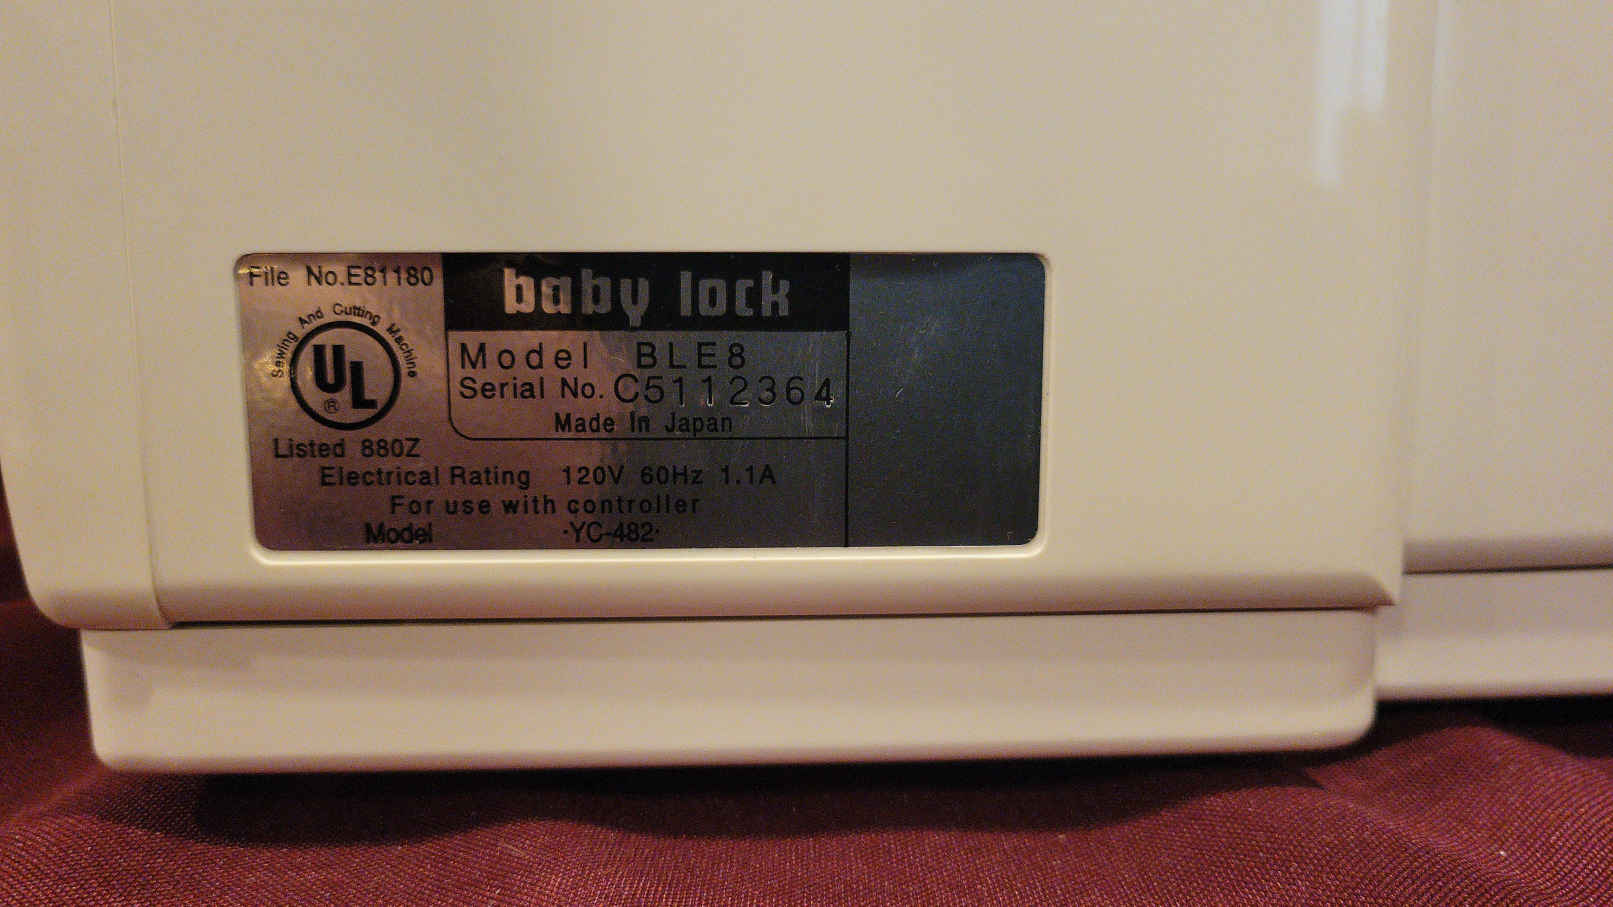 File No.E81180
Sewing And Cutting Machine
UL
®
Listed 880Z
baby lock
Model BLE8
Serial No. C5112364
Made In Japan
Electrical Rating 120V 60Hz 1.1A
For use with controller
Model ·YC-482·